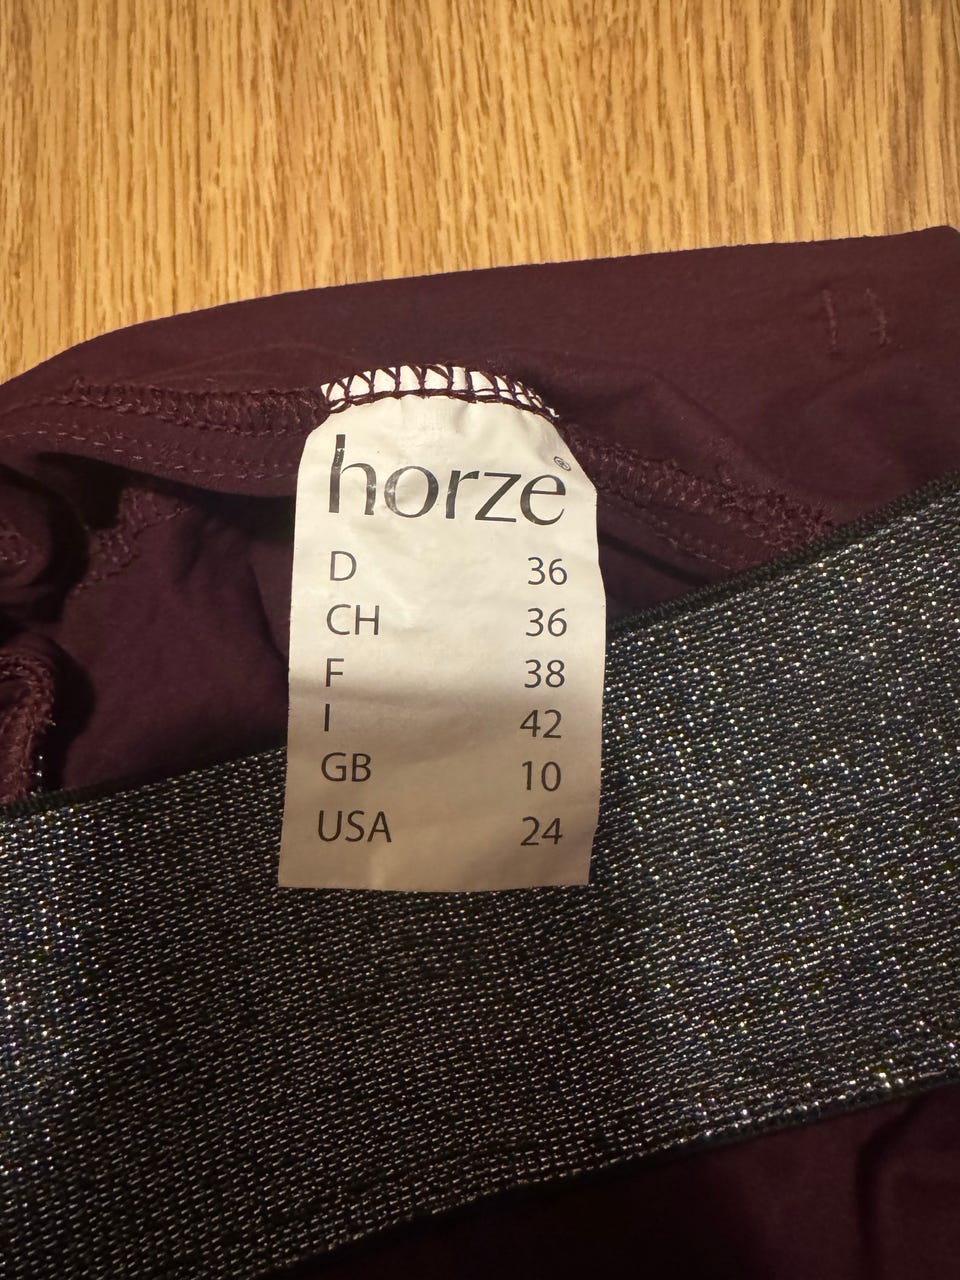 horze®
D 36
CH 36
F 38
I 42
GB 10
USA 24